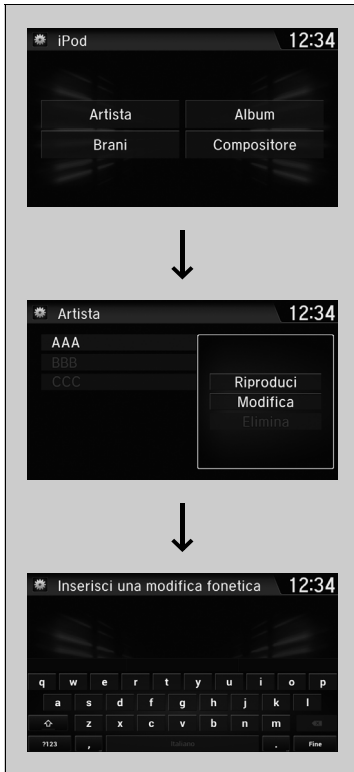 iPod 12:34
Artista Album
Brani Compositore
Artista 12:34
AAA
BBB
CCC
Riproduci
Modifica
Elimina
Inserisci una modifica fonetica 12:34
q w e r t y u i o p
a s d f g h j k l
z x c v b n m
?123 , Italiano . Fine